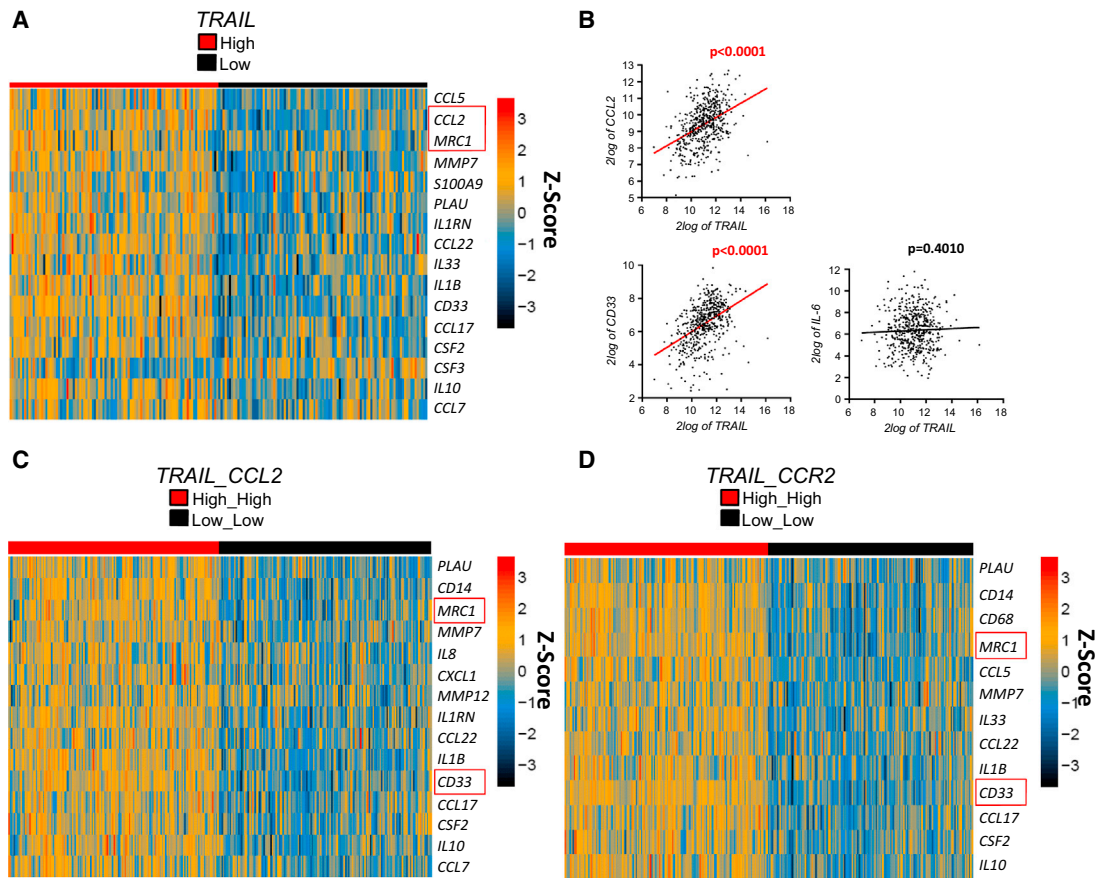 A
TRAIL
High
Low
CCL5
CCL2
MRC1
MMP7
S100A9
PLAU
IL1RN
CCL22
IL33
IL1B
CD33
CCL17
CSF2
CSF3
IL10
CCL7
3
2
1
0
−1
−2
−3
Z-Score
B
p<0.0001
13
12
11
10
9
8
7
6
5
2log of CCL2
6 8 10 12 14 16 18
2log of TRAIL
p<0.0001
10
8
6
4
2
2log of CD33
6 8 10 12 14 16 18
2log of TRAIL
p=0.4010
12
10
8
6
4
2
0
2log of IL-6
6 8 10 12 14 16 18
2log of TRAIL
C
TRAIL_CCL2
High_High
Low_Low
PLAU
CD14
MRC1
MMP7
IL8
CXCL1
MMP12
IL1RN
CCL22
IL1B
CD33
CCL17
CSF2
IL10
CCL7
3
2
1
0
−1
−2
−3
Z-Score
D
TRAIL_CCR2
High_High
Low_Low
PLAU
CD14
CD68
MRC1
CCL5
MMP7
IL33
CCL22
IL1B
CD33
CCL17
CSF2
IL10
3
2
1
0
−1
−2
−3
Z-Score